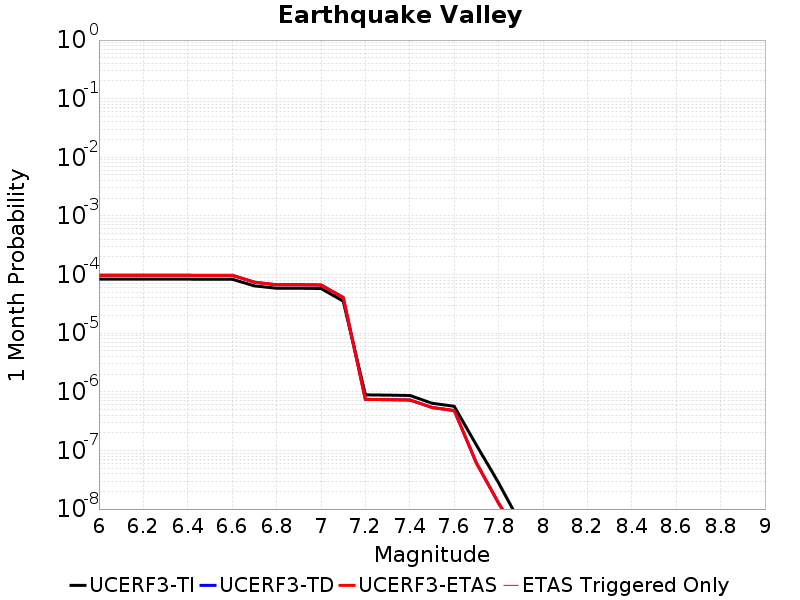 Earthquake Valley
1 Month Probability
10^0
10^-1
10^-2
10^-3
10^-4
10^-5
10^-6
10^-7
10^-8
6 6.2 6.4 6.6 6.8 7 7.2 7.4 7.6 7.8 8 8.2 8.4 8.6 8.8 9
Magnitude
UCERF3-TI UCERF3-TD UCERF3-ETAS ETAS Triggered Only